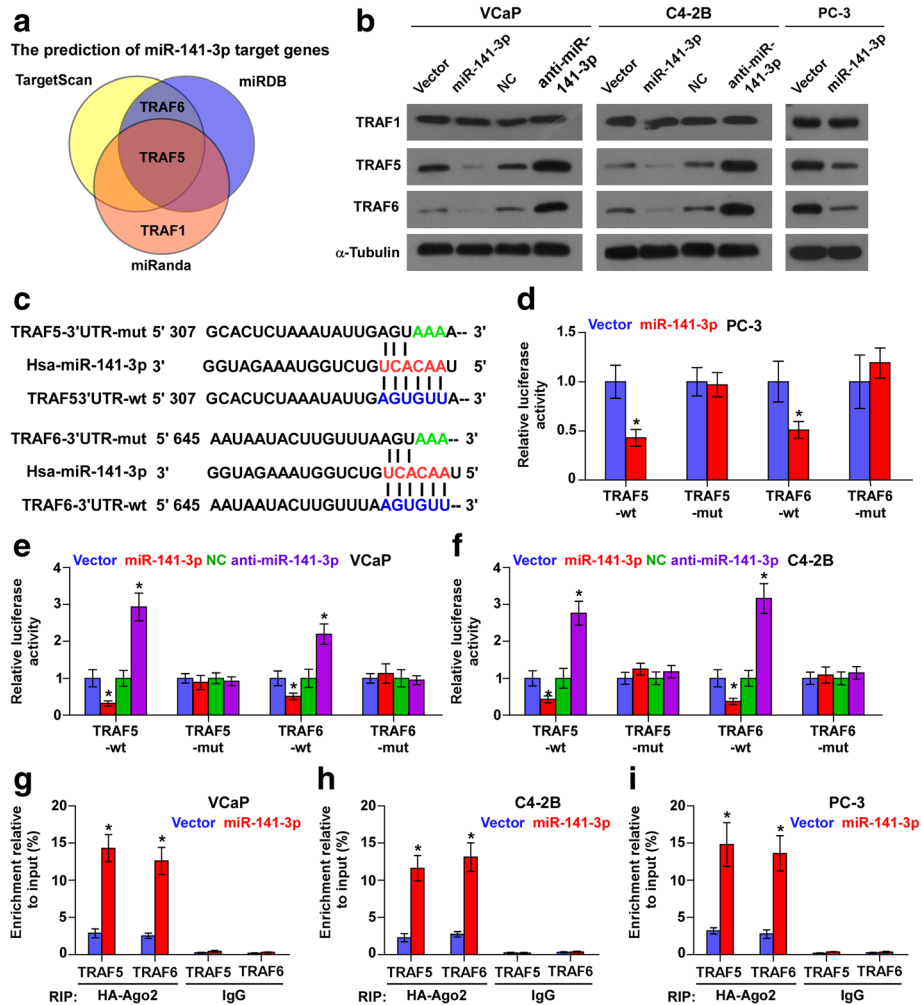 a
The prediction of miR-141-3p target genes
TargetScan
miRDB
TRAF6
TRAF5
TRAF1
miRanda
b
VCaP
C4-2B
PC-3
Vector
miR-141-3p
NC
anti-miR-
141-3p
Vector
miR-141-3p
NC
anti-miR-
141-3p
Vector
miR-141-3p
TRAF1
TRAF5
TRAF6
α-Tubulin
c
TRAF5-3'UTR-mut 5' 307 GCACUCUAAAUAUUGAGUAAAA-- 3'
Hsa-miR-141-3p 3' GGUAGAAAUGGUCUGUCACAAU 5'
TRAF53'UTR-wt 5' 307 GCACUCUAAAUAUUGAGUGUUA-- 3'
TRAF6-3'UTR-mut 5' 645 AAUAAUACUUGUUUAAGUAAA-- 3'
Hsa-miR-141-3p 3' GGUAGAAAUGGUCUGUCACAAU 5'
TRAF6-3'UTR-wt 5' 645 AAUAAUACUUGUUUAAGUGUU-- 3'
d
Vector miR-141-3p PC-3
Relative luciferase
activity
1.5
1.0
0.5
0
* *
TRAF5
-wt
TRAF5
-mut
TRAF6
-wt
TRAF6
-mut
e
Vector miR-141-3p NC anti-miR-141-3p VCaP
Relative luciferase
activity
4
3
2
1
0
* * * *
TRAF5
-wt
TRAF5
-mut
TRAF6
-wt
TRAF6
-mut
f
Vector miR-141-3p NC anti-miR-141-3p C4-2B
Relative luciferase
activity
4
3
2
1
0
* * * *
TRAF5
-wt
TRAF5
-mut
TRAF6
-wt
TRAF6
-mut
g
VCaP
Vector miR-141-3p
Enrichment relative
to input (%)
20
15
10
5
0
* *
TRAF5 TRAF6 TRAF5 TRAF6
RIP: HA-Ago2 IgG
h
C4-2B
Vector miR-141-3p
Enrichment relative
to input (%)
20
15
10
5
0
* *
TRAF5 TRAF6 TRAF5 TRAF6
RIP: HA-Ago2 IgG
i
PC-3
Vector miR-141-3p
Enrichment relative
to input (%)
20
15
10
5
0
* *
TRAF5 TRAF6 TRAF5 TRAF6
RIP: HA-Ago2 IgG